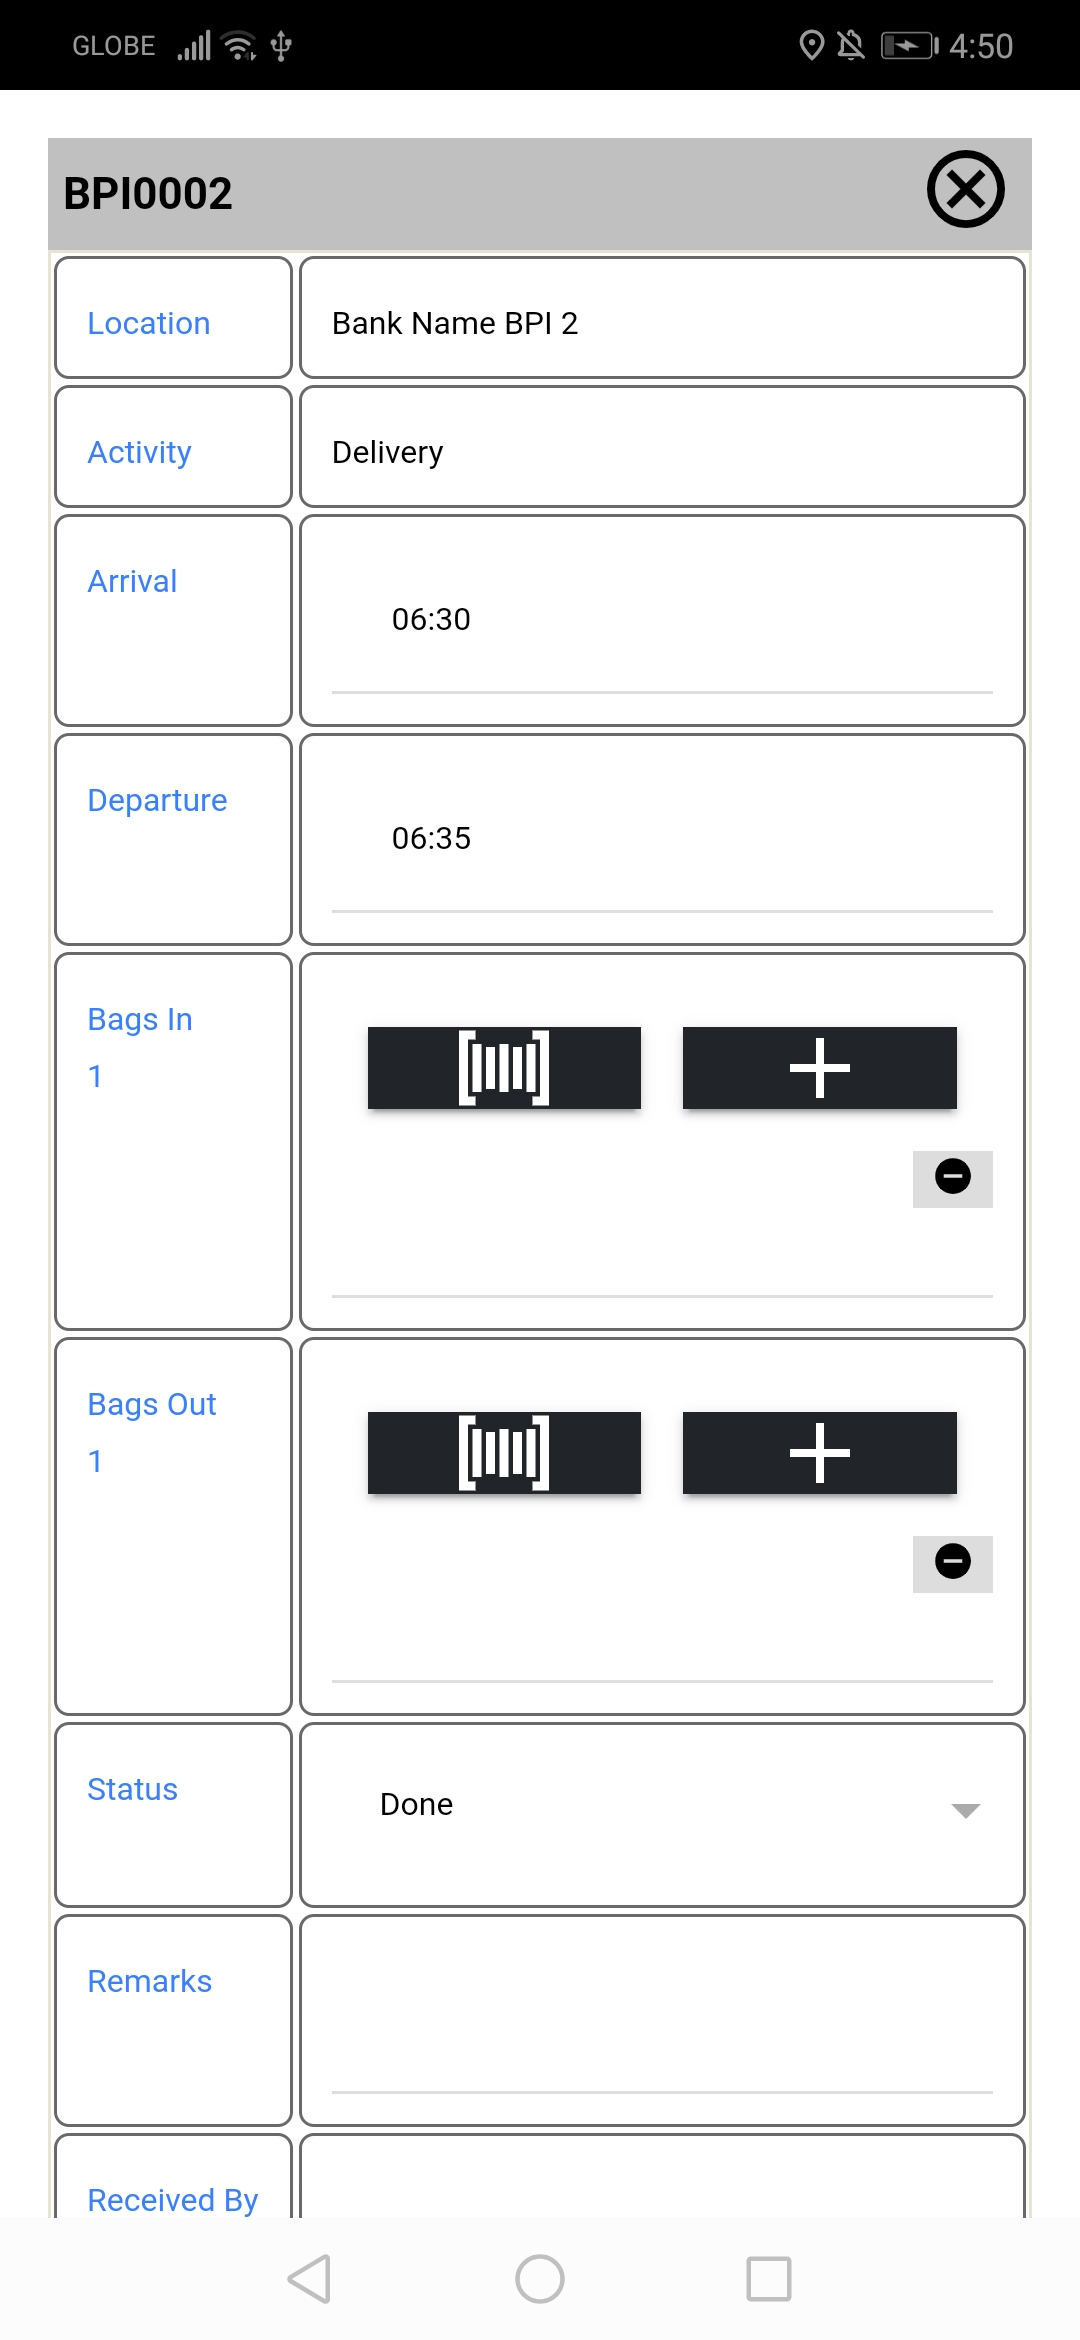 GLOBE 4:50
BPI0002
Location Bank Name BPI 2
Activity Delivery
Arrival
06:30
Departure
06:35
Bags In
1
Bags Out
1
Status Done
Remarks
Received By